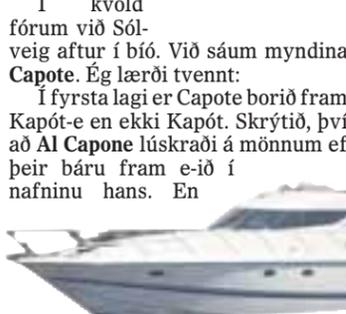 Í kvöld
fórum við Sól-
veig aftur í bíó. Við sáum myndina
Capote. Ég lærði tvennt:
Í fyrsta lagi er Capote borið fram
Kapót-e en ekki Kapót. Skrýtið, því
að Al Capone lúskraði á mönnum ef
þeir báru fram e-ið í
nafninu hans. En